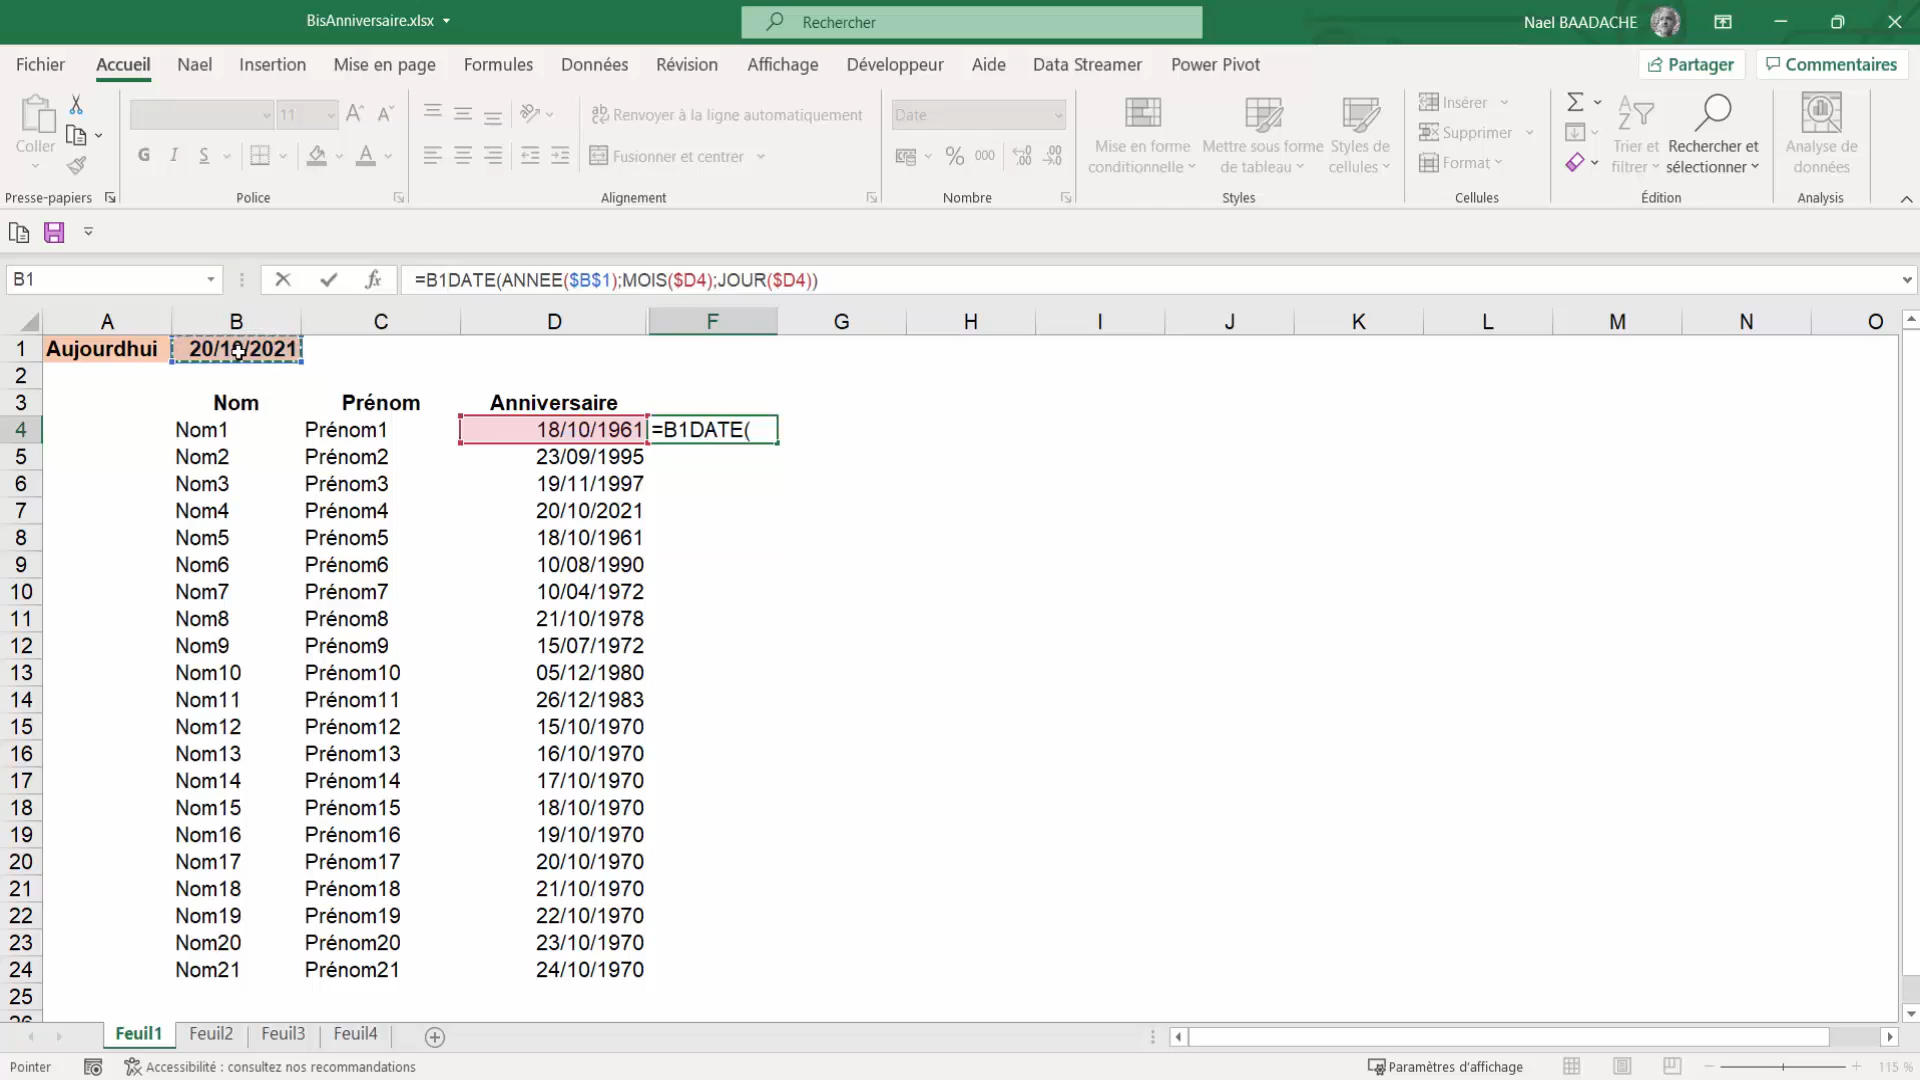 BisAnniversaire.xlsx
Rechercher
Nael BAADACHE
Fichier Accueil Nael Insertion Mise en page Formules Données Révision Affichage Développeur Aide Data Streamer Power Pivot Partager Commentaires
Coller
11
G I S
Renvoyer à la ligne automatiquement
Fusionner et centrer
Date
% 000
Mise en forme conditionnelle
Mettre sous forme de tableau
Styles de cellules
Insérer
Supprimer
Format
Trier et filtrer
Rechercher et sélectionner
Analyse de données
Presse-papiers Police Alignement Nombre Styles Cellules Édition Analysis
B1
fx
=B1DATE(ANNEE($B$1);MOIS($D4);JOUR($D4))
A B C D F G H I J K L M N O
1 Aujourdhui 20/10/2021
2
3 Nom Prénom Anniversaire
4 Nom1 Prénom1 18/10/1961 =B1DATE(
5 Nom2 Prénom2 23/09/1995
6 Nom3 Prénom3 19/11/1997
7 Nom4 Prénom4 20/10/2021
8 Nom5 Prénom5 18/10/1961
9 Nom6 Prénom6 10/08/1990
10 Nom7 Prénom7 10/04/1972
11 Nom8 Prénom8 21/10/1978
12 Nom9 Prénom9 15/07/1972
13 Nom10 Prénom10 05/12/1980
14 Nom11 Prénom11 26/12/1983
15 Nom12 Prénom12 15/10/1970
16 Nom13 Prénom13 16/10/1970
17 Nom14 Prénom14 17/10/1970
18 Nom15 Prénom15 18/10/1970
19 Nom16 Prénom16 19/10/1970
20 Nom17 Prénom17 20/10/1970
21 Nom18 Prénom18 21/10/1970
22 Nom19 Prénom19 22/10/1970
23 Nom20 Prénom20 23/10/1970
24 Nom21 Prénom21 24/10/1970
25
26
Feuil1 Feuil2 Feuil3 Feuil4
Pointer
Accessibilité : consultez nos recommandations
Paramètres d'affichage
115 %